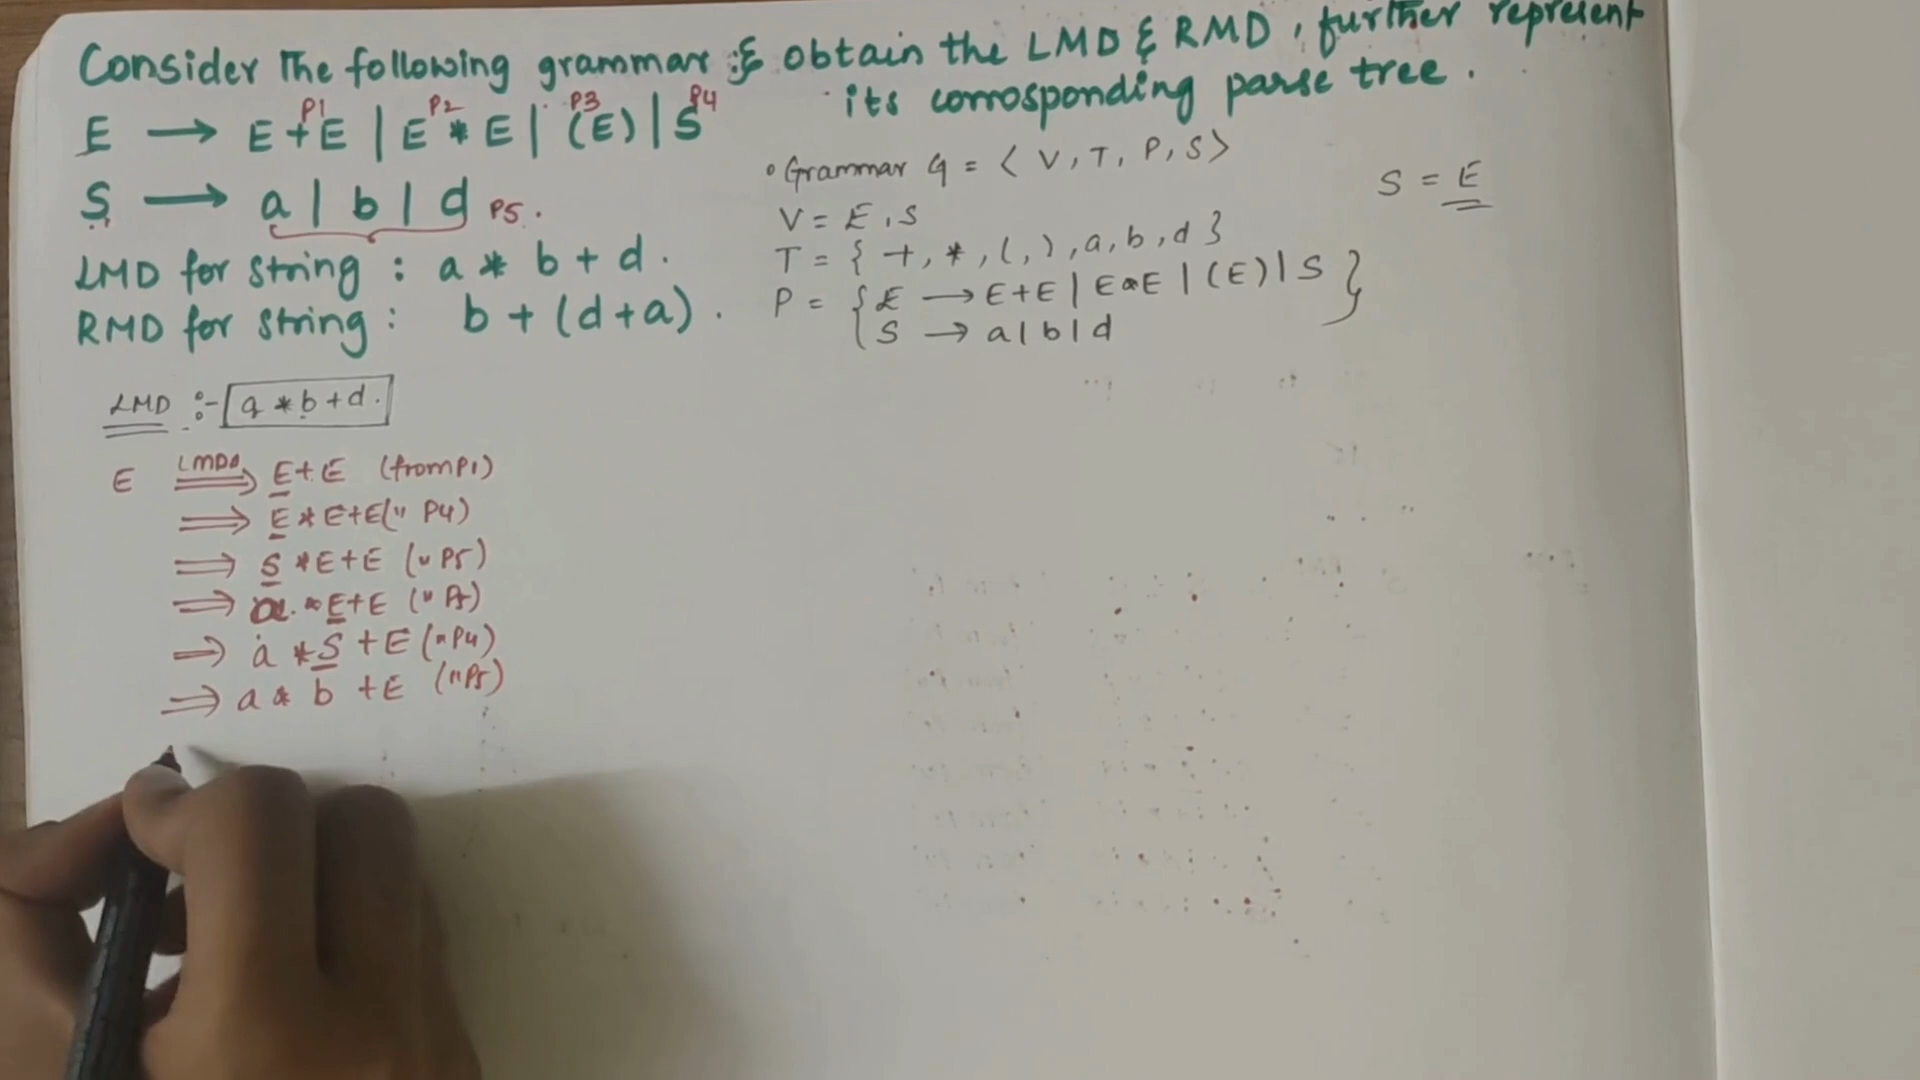 Consider The following grammar & obtain the LMD & RMD, further represent
its corrosponding parse tree.
P1 P2 P3 P4
E → E+E | E * E | (E) | S
S → a | b | d P5.
LMD for string : a * b + d.
RMD for string : b + (d+a).
• Grammar G = < V, T, P, S>
S = E
V = E, S
T = { +, *, (, ), a, b, d }
P = { E → E+E | E*E | (E) | S }
S → a | b | d
LMD :- a * b + d.
E LMD ⟹ E+E (from P1)
⟹ E * E+E (" P4)
⟹ S * E+E (" P5)
⟹ a * E+E (" P5)
⟹ a * S + E (" P4)
⟹ a * b + E (" P5)